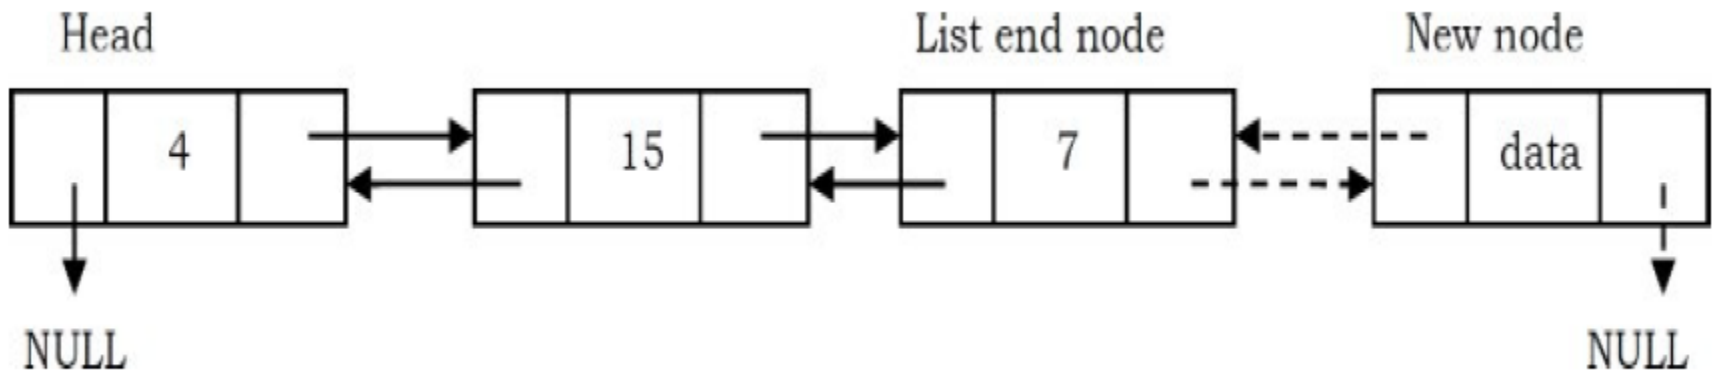 Head List end node New node
4 15 7 data
NULL NULL